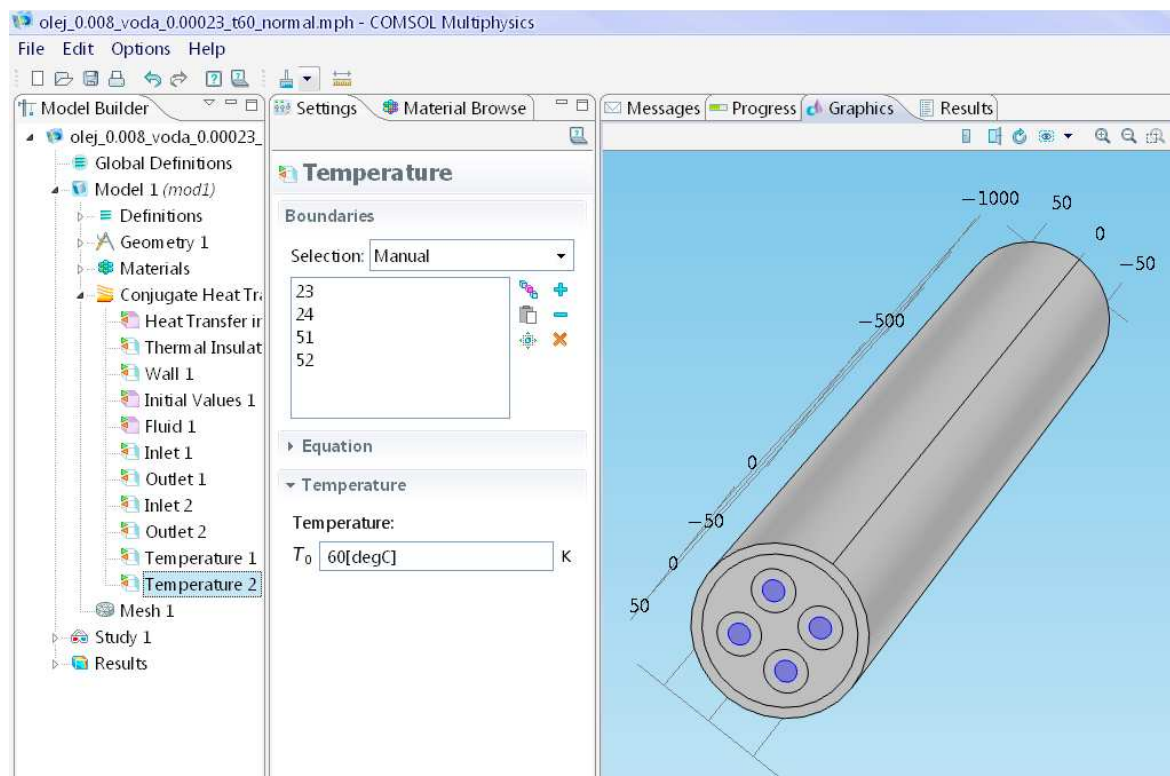 olej_0.008_voda_0.00023_t60_normal.mph - COMSOL Multiphysics
File Edit Options Help
Model Builder
olej_0.008_voda_0.00023_
Global Definitions
Model 1 (mod1)
Definitions
Geometry 1
Materials
Conjugate Heat Tra
Heat Transfer in
Thermal Insulat
Wall 1
Initial Values 1
Fluid 1
Inlet 1
Outlet 1
Inlet 2
Outlet 2
Temperature 1
Temperature 2
Mesh 1
Study 1
Results
Settings Material Browse
Temperature
Boundaries
Selection: Manual
23
24
51
52
Equation
Temperature
Temperature:
T0 60[degC] K
Messages Progress Graphics Results
−1000 50
0
−50
−500
0
−50
0
50